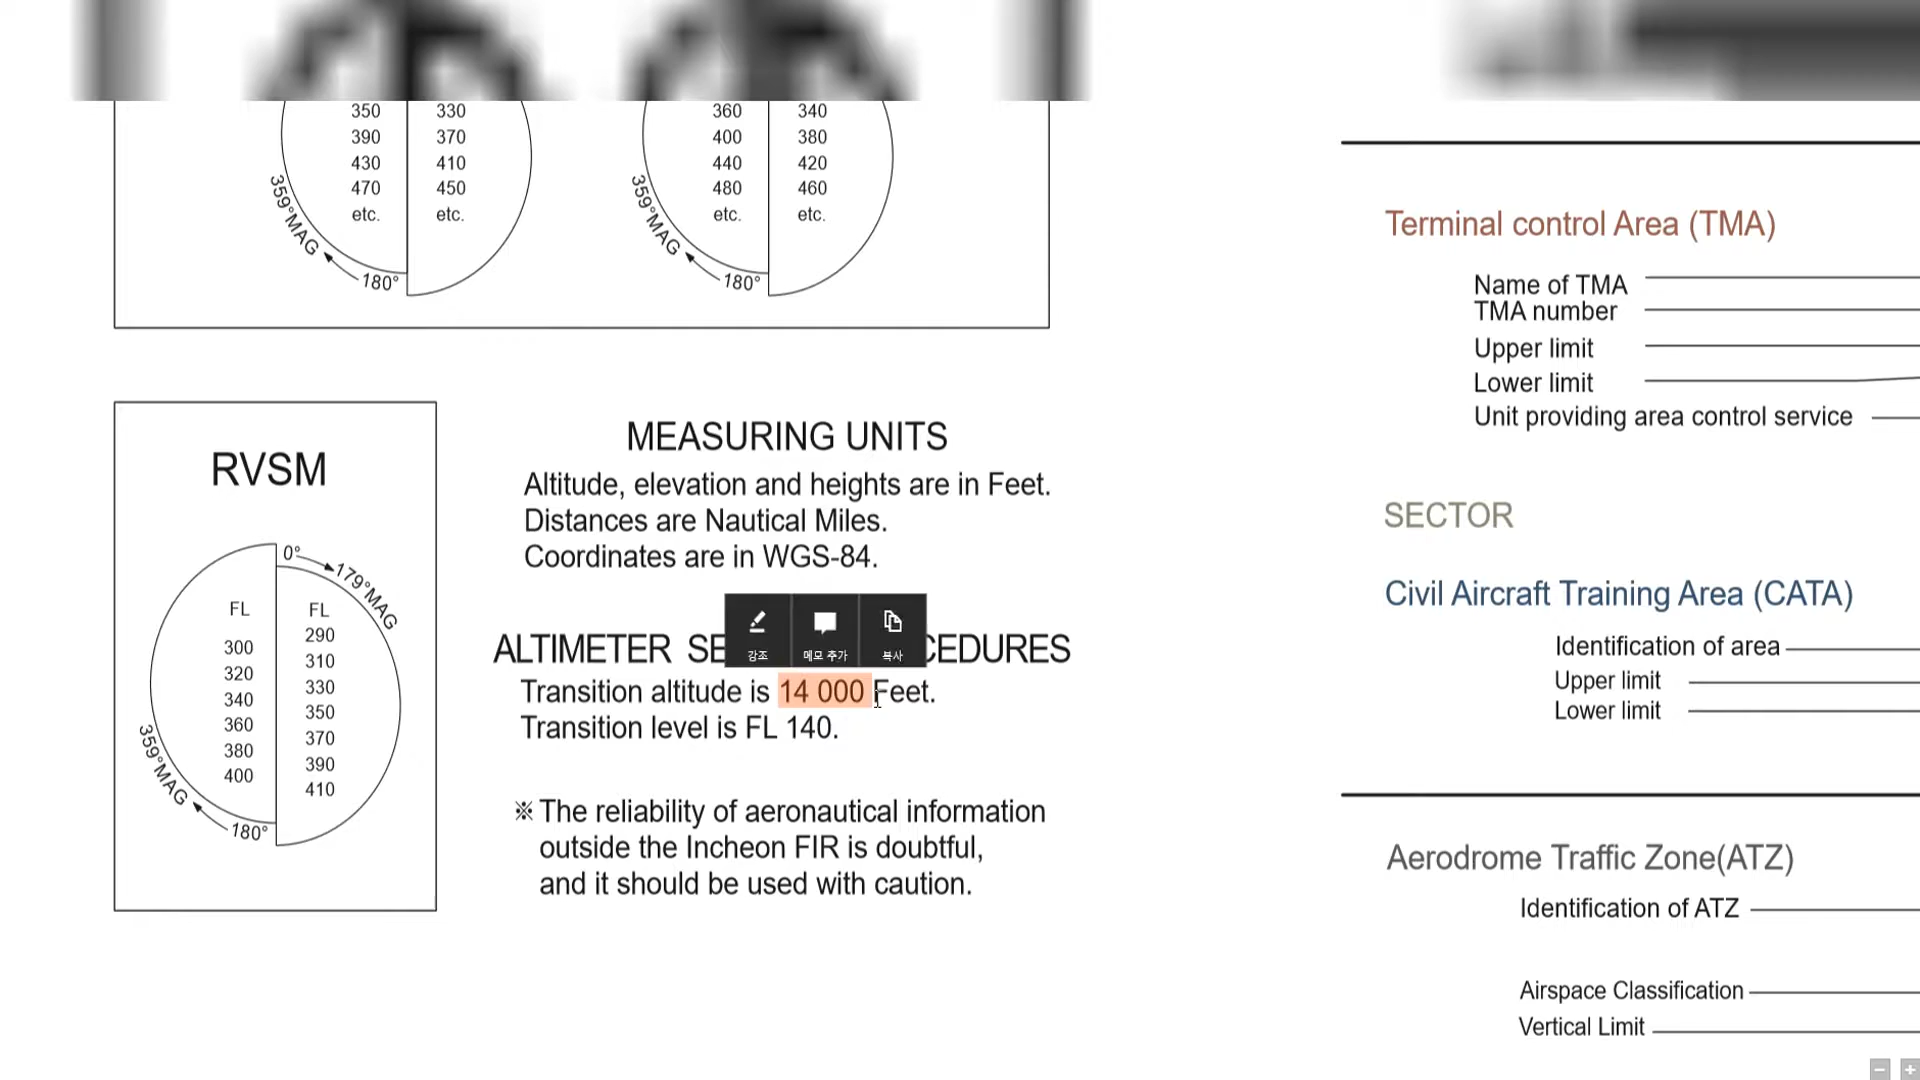 350 330
390 370
430 410
470 450
etc. etc.
359°MAG
180°
360 340
400 380
440 420
480 460
etc. etc.
359°MAG
180°
RVSM
0°
179°MAG
FL FL
290
300
310
320
330
340
350
360
370
380
390
400
410
359°MAG
180°
MEASURING UNITS
Altitude, elevation and heights are in Feet.
Distances are Nautical Miles.
Coordinates are in WGS-84.
강조 메모 추가 복사
ALTIMETER SE CEDURES
Transition altitude is 14 000 Feet.
Transition level is FL 140.
※ The reliability of aeronautical information
outside the Incheon FIR is doubtful,
and it should be used with caution.
Terminal control Area (TMA)
Name of TMA
TMA number
Upper limit
Lower limit
Unit providing area control service
SECTOR
Civil Aircraft Training Area (CATA)
Identification of area
Upper limit
Lower limit
Aerodrome Traffic Zone(ATZ)
Identification of ATZ
Airspace Classification
Vertical Limit